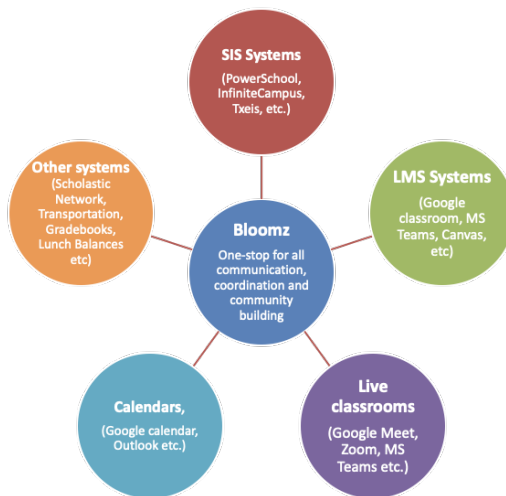 SIS Systems
(PowerSchool,
InfiniteCampus,
Txeis, etc.)
Other systems
(Scholastic
Network,
Transportation,
Gradebooks,
Lunch Balances
etc)
LMS Systems
(Google
classroom, MS
Teams, Canvas,
etc)
Bloomz
One-stop for all
communication,
coordination and
community
building
Calendars,
(Google calendar,
Outlook etc.)
Live
classrooms
(Google Meet,
Zoom, MS
Teams etc.)